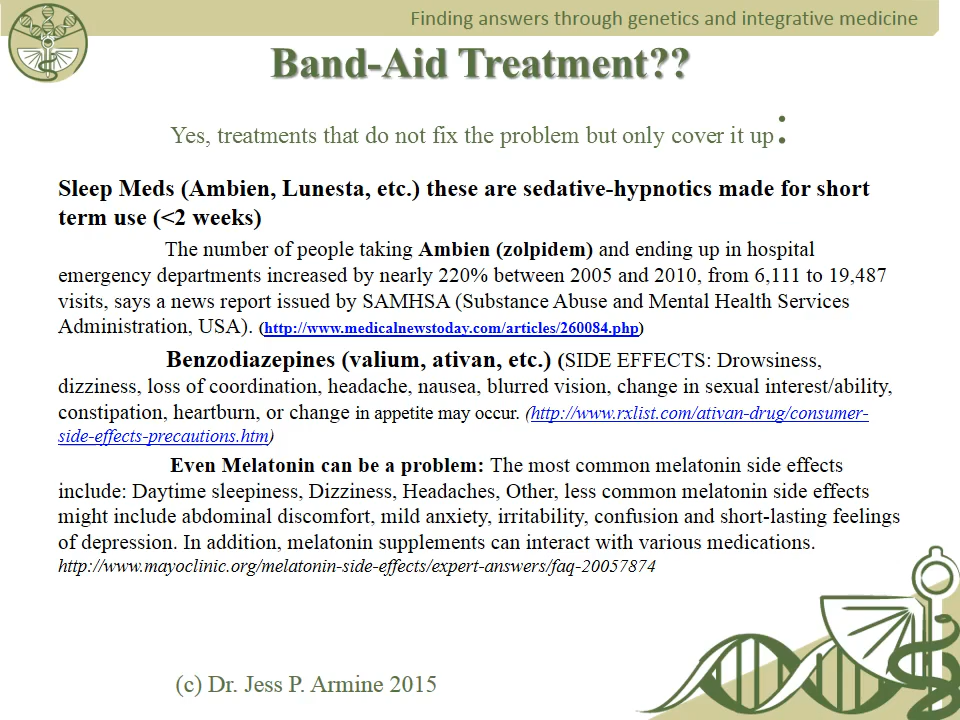 Finding answers through genetics and integrative medicine
Band-Aid Treatment??
Yes, treatments that do not fix the problem but only cover it up:
Sleep Meds (Ambien, Lunesta, etc.) these are sedative-hypnotics made for short
term use (<2 weeks)
The number of people taking Ambien (zolpidem) and ending up in hospital
emergency departments increased by nearly 220% between 2005 and 2010, from 6,111 to 19,487
visits, says a news report issued by SAMHSA (Substance Abuse and Mental Health Services
Administration, USA). (http://www.medicalnewstoday.com/articles/260084.php)
Benzodiazepines (valium, ativan, etc.) (SIDE EFFECTS: Drowsiness,
dizziness, loss of coordination, headache, nausea, blurred vision, change in sexual interest/ability,
constipation, heartburn, or change in appetite may occur. (http://www.rxlist.com/ativan-drug/consumer-
side-effects-precautions.htm)
Even Melatonin can be a problem: The most common melatonin side effects
include: Daytime sleepiness, Dizziness, Headaches, Other, less common melatonin side effects
might include abdominal discomfort, mild anxiety, irritability, confusion and short-lasting feelings
of depression. In addition, melatonin supplements can interact with various medications.
http://www.mayoclinic.org/melatonin-side-effects/expert-answers/faq-20057874
(c) Dr. Jess P. Armine 2015